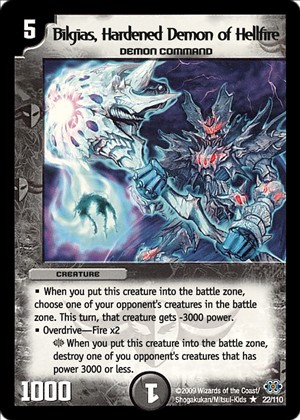 5
Bilgias, Hardened Demon of Hellfire
DEMON COMMAND
CREATURE
▪ When you put this creature into the battle zone,
choose one of your opponent's creatures in the battle
zone. This turn, that creature gets -3000 power.
▪ Overdrive—Fire x2
When you put this creature into the battle zone,
destroy one of your opponent's creatures that has
power 3000 or less.
1000
1
©2009 Wizards of the Coast/
Shogakukan/Mitsui-Kids ★ 22/110